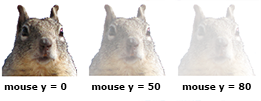 mouse y = 0
mouse y = 50
mouse y = 80